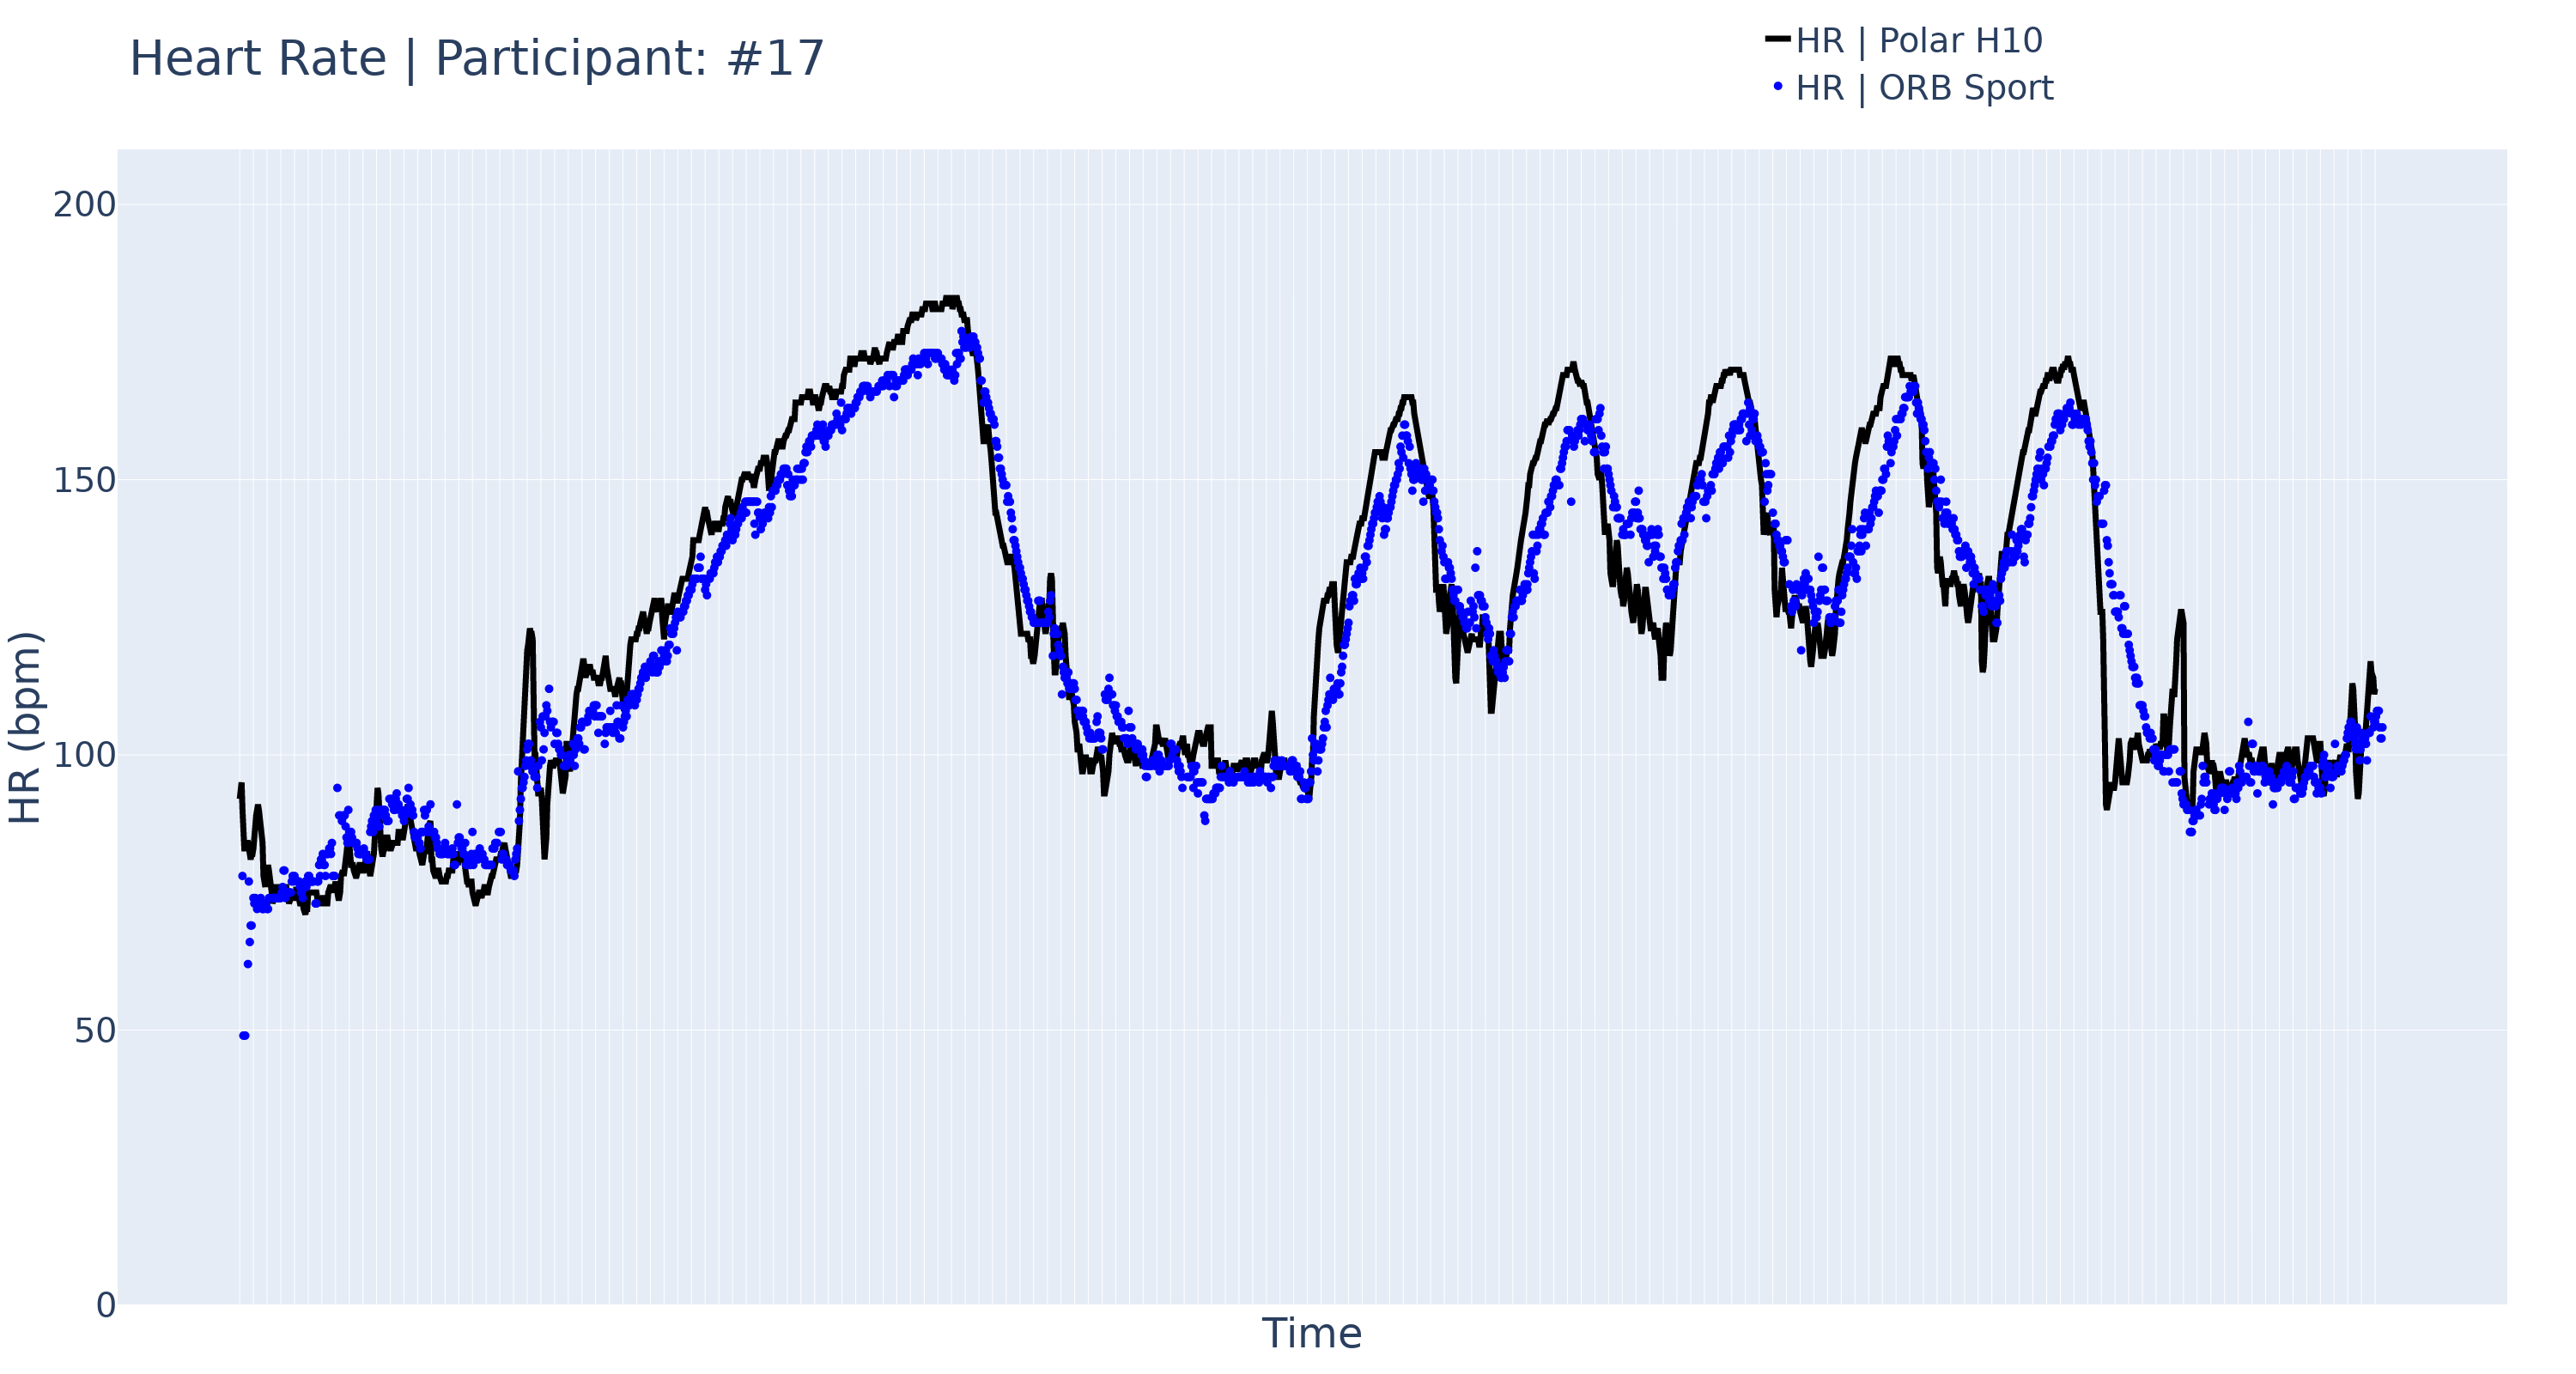 Heart Rate | Participant: #17
HR | Polar H10
HR | ORB Sport
HR (bpm)
200
150
100
50
0
Time